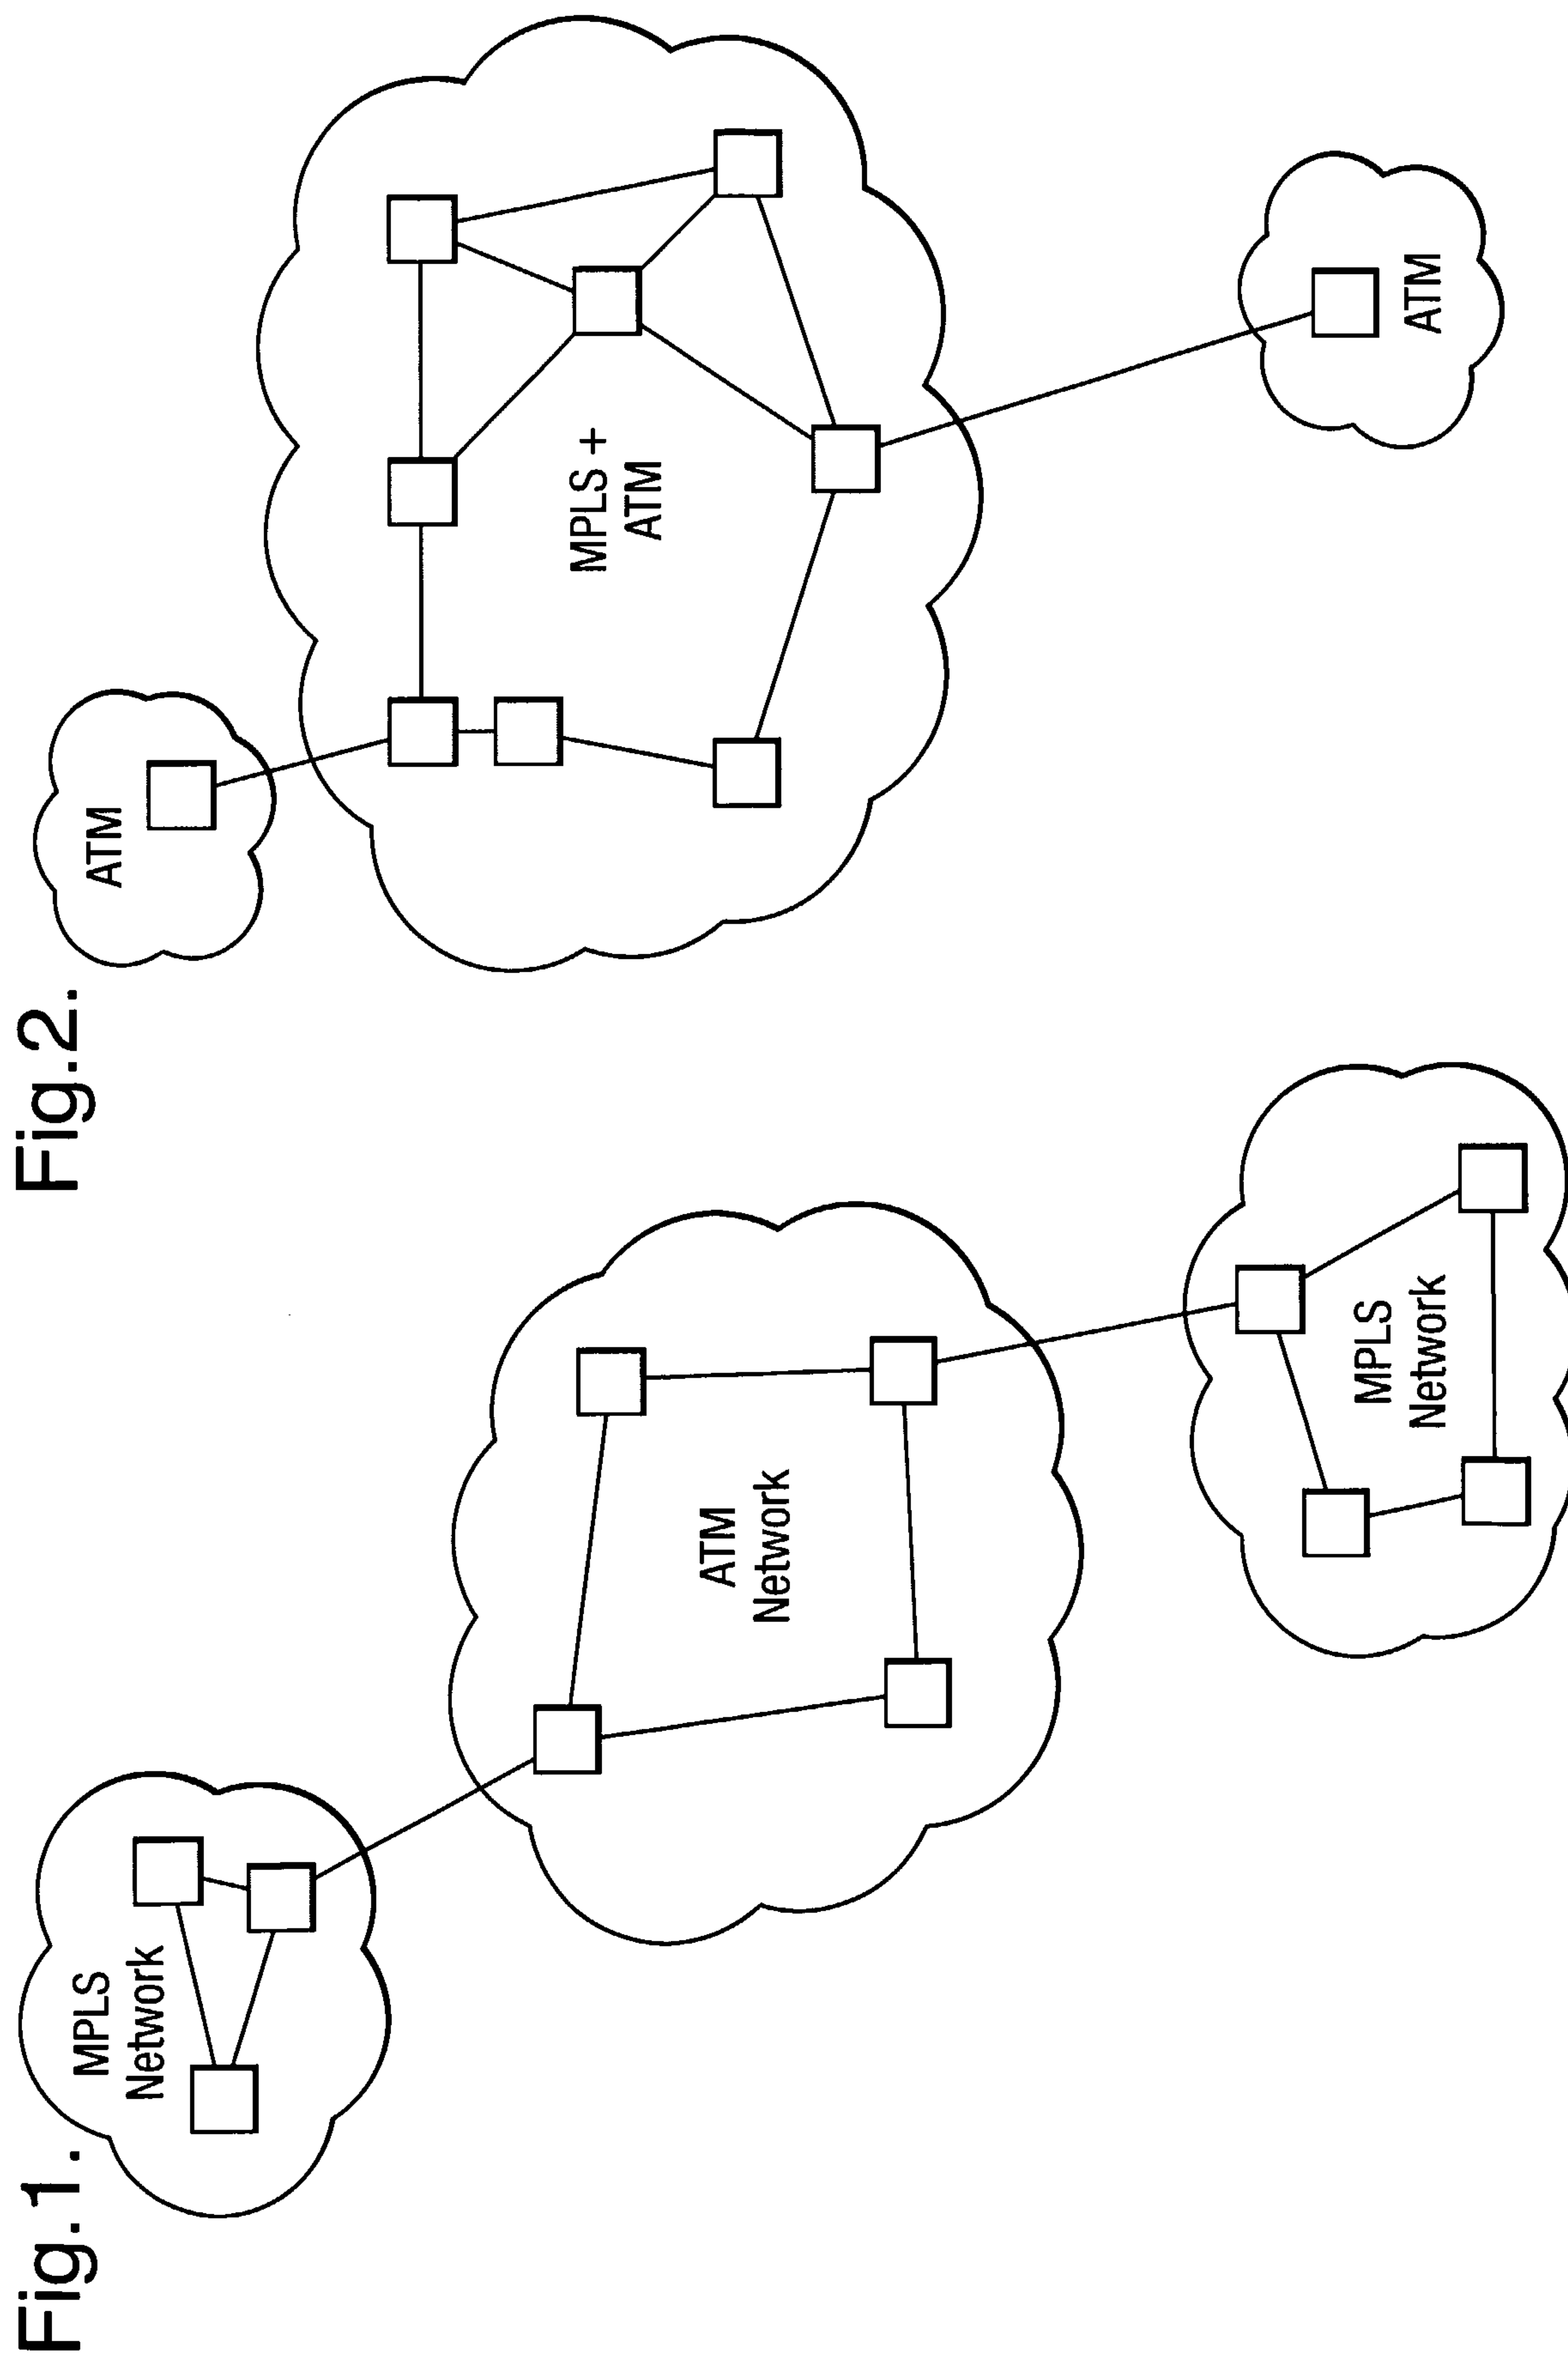 Fig.1.
MPLS
Network
ATM
Network
MPLS
Network
Fig.2.
ATM
MPLS +
ATM
ATM